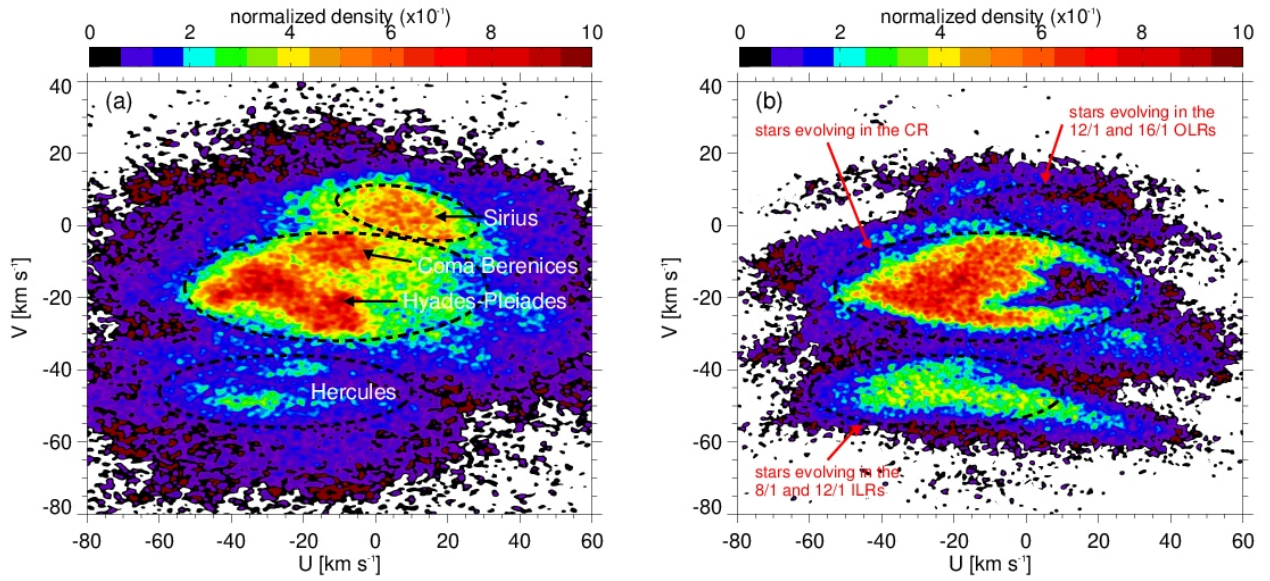 normalized density (x10⁻¹)
0 2 4 6 8 10
(a)
Sirius
Coma Berenices
Hyades-Pleiades
Hercules
40
20
0
-20
-40
-60
-80
V [km s⁻¹]
-80 -60 -40 -20 0 20 40 60
U [km s⁻¹]
normalized density (x10⁻¹)
0 2 4 6 8 10
(b)
stars evolving in the CR
stars evolving in the
12/1 and 16/1 OLRs
stars evolving in the
8/1 and 12/1 ILRs
40
20
0
-20
-40
-60
-80
V [km s⁻¹]
-80 -60 -40 -20 0 20 40 60
U [km s⁻¹]